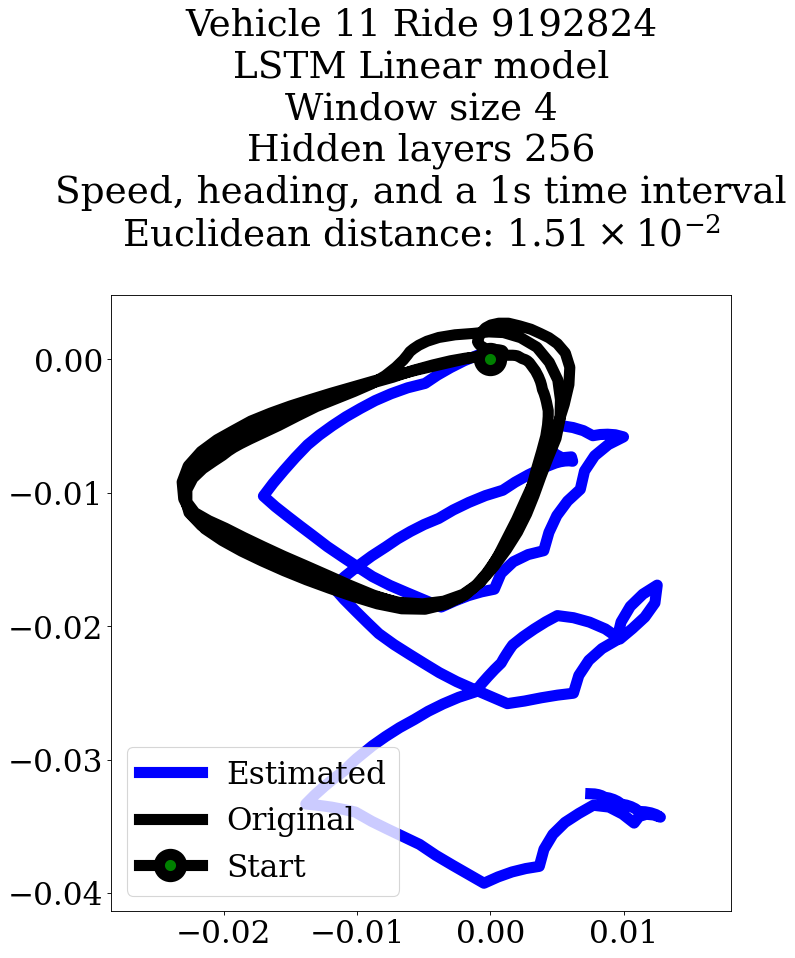 Vehicle 11 Ride 9192824
LSTM Linear model
Window size 4
Hidden layers 256
Speed, heading, and a 1s time interval
Euclidean distance: 1.51 × 10⁻²
0.00
−0.01
−0.02
−0.03
−0.04
Estimated
Original
Start
−0.02
−0.01
0.00
0.01